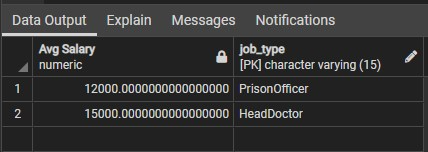 Data Output Explain Messages Notifications
Avg Salary job_type
numeric [PK] character varying (15)
1 12000.0000000000000000 PrisonOfficer
2 15000.0000000000000000 HeadDoctor